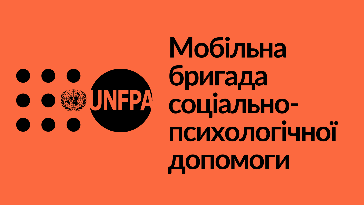 UNFPA
Мобільна
бригада
соціально-
психологічної
допомоги